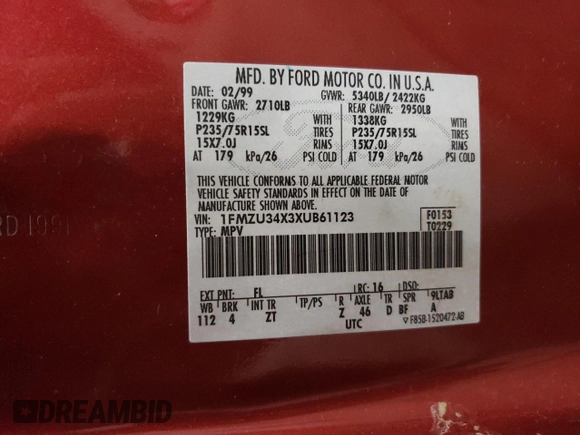 MFD. BY FORD MOTOR CO. IN U.S.A.
DATE: 02/99 GVWR: 5340LB/ 2422KG
FRONT GAWR: 2710LB REAR GAWR: 2950LB
1229KG WITH 1338KG WITH
P235/75R15SL TIRES P235/75R15SL TIRES
15X7.0J RIMS 15X7.0J RIMS
AT 179 kPa/26 PSI COLD AT 179 kPa/26 PSI COLD
THIS VEHICLE CONFORMS TO ALL APPLICABLE FEDERAL MOTOR
VEHICLE SAFETY AND THEFT PREVENTION STANDARDS IN EFFECT ON THE DATE OF
MANUFACTURE SHOWN ABOVE.
VIN: 1FMZU34X3XUB61123 F0153
TYPE: MPV T0229
EXT PNT: FL RC: 16 DSO:
WB BRK INT TR TP/PS R AXLE TR SPR 9LTAB
112 4 ZT Z 46 D BF A
UTC F85B-1520472-AB
RD 1991
DREAMBID